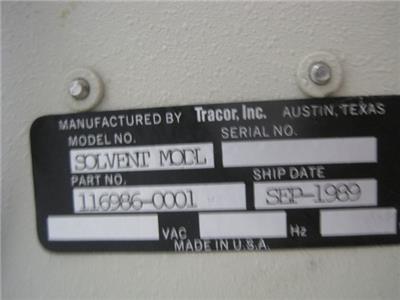 MANUFACTURED BY Tracor, Inc. AUSTIN, TEXAS
MODEL NO. SERIAL NO.
SOLVENT MODL
PART NO. SHIP DATE
116986-0001 SEP-1989
VAC Hz
MADE IN U.S.A.